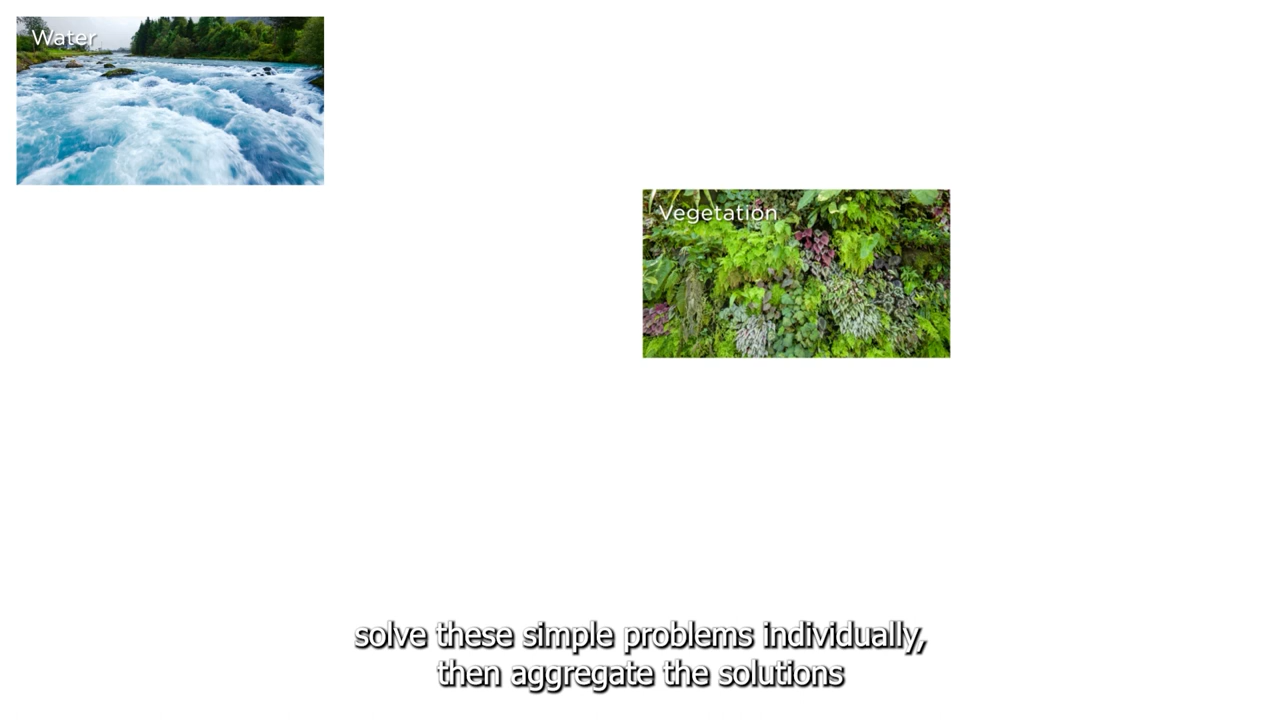 Water
Vegetation
solve these simple problems individually,
then aggregate the solutions